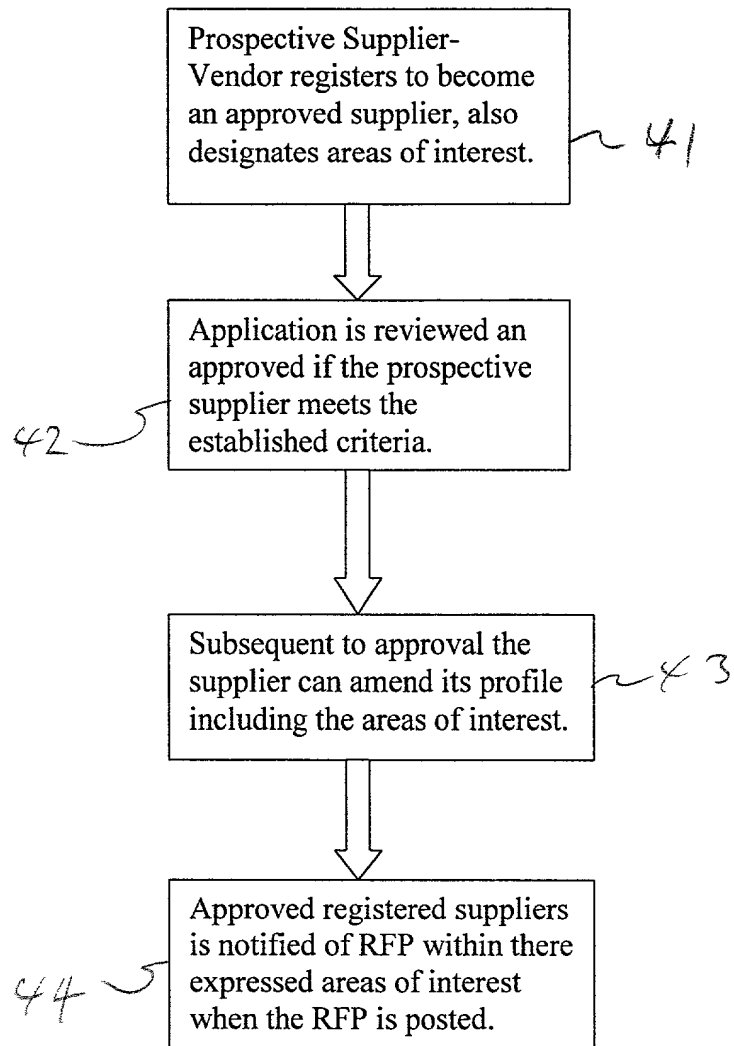 Prospective Supplier-
Vendor registers to become
an approved supplier, also
designates areas of interest.
41
Application is reviewed an
approved if the prospective
supplier meets the
established criteria.
42
Subsequent to approval the
supplier can amend its profile
including the areas of interest.
43
Approved registered suppliers
is notified of RFP within there
expressed areas of interest
when the RFP is posted.
44